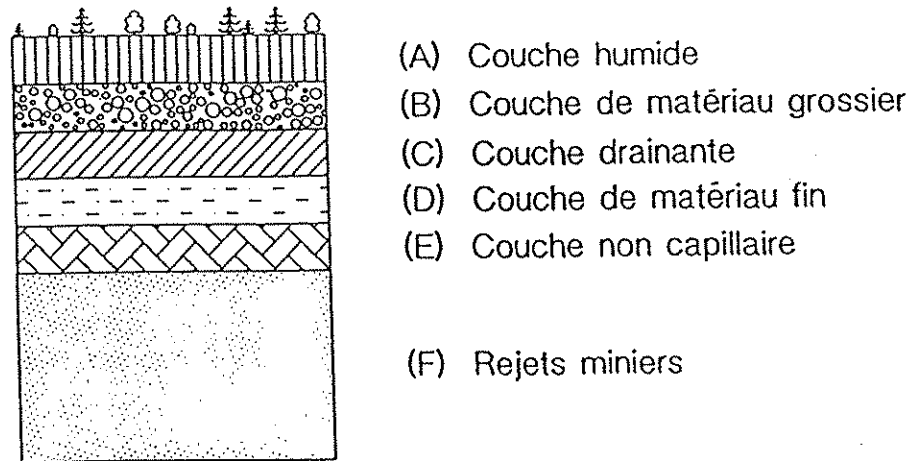 (A) Couche humide
(B) Couche de matériau grossier
(C) Couche drainante
(D) Couche de matériau fin
(E) Couche non capillaire
(F) Rejets miniers